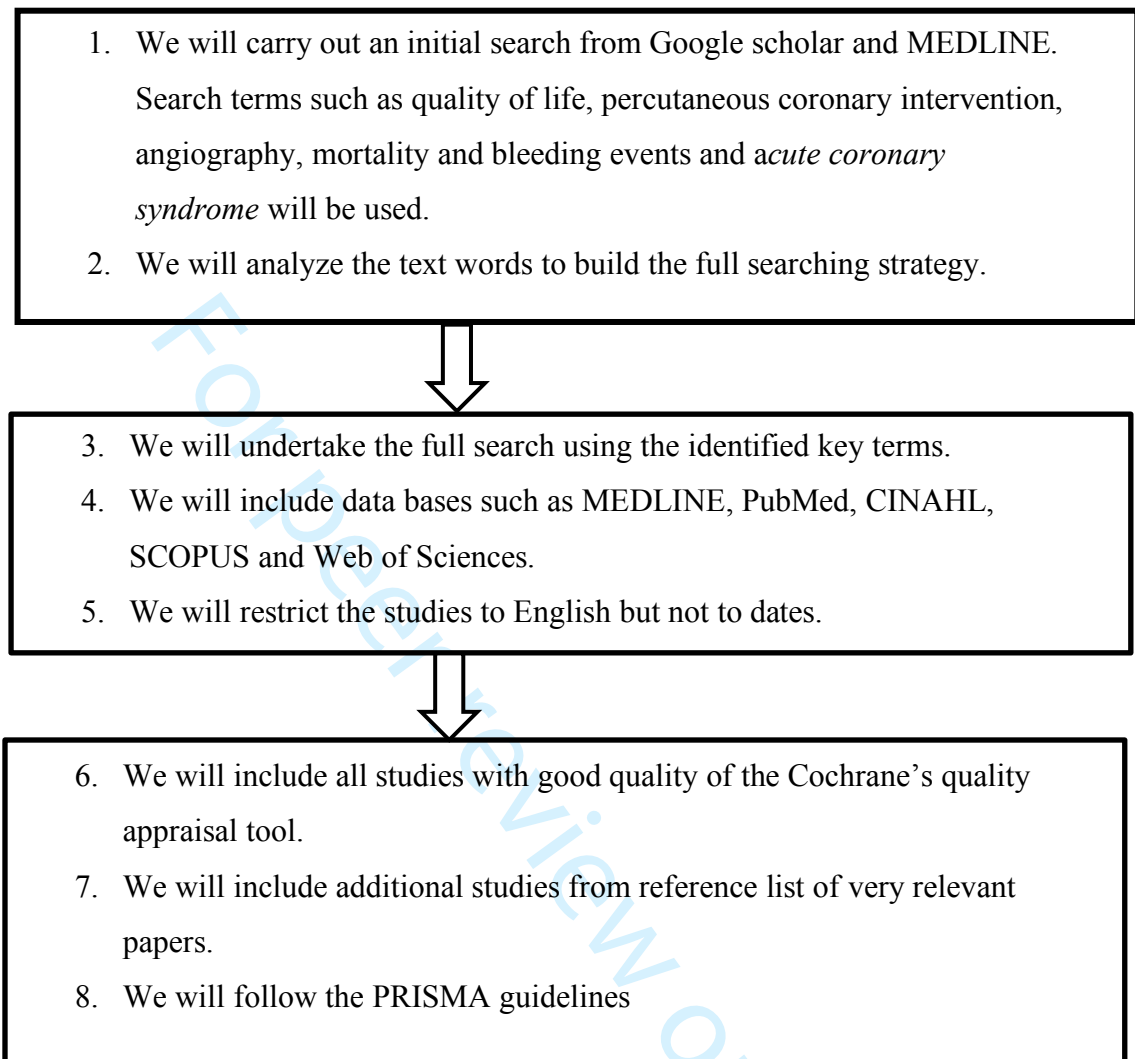 1. We will carry out an initial search from Google scholar and MEDLINE.
Search terms such as quality of life, percutaneous coronary intervention,
angiography, mortality and bleeding events and acute coronary
syndrome will be used.
2. We will analyze the text words to build the full searching strategy.
3. We will undertake the full search using the identified key terms.
4. We will include data bases such as MEDLINE, PubMed, CINAHL,
SCOPUS and Web of Sciences.
5. We will restrict the studies to English but not to dates.
6. We will include all studies with good quality of the Cochrane’s quality
appraisal tool.
7. We will include additional studies from reference list of very relevant
papers.
8. We will follow the PRISMA guidelines
For peer review o